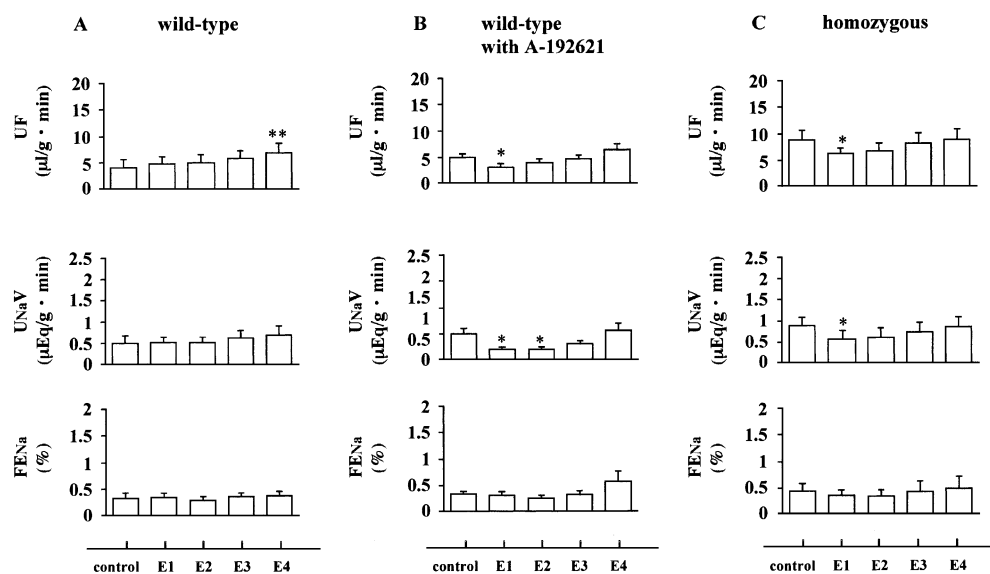 A wild-type
B wild-type
with A-192621
C homozygous
UF
(µl/g · min)
20
15
10
5
0
**
UF
(µl/g · min)
20
15
10
5
0
*
UF
(µl/g · min)
20
15
10
5
0
*
UNaV
(µEq/g · min)
2.5
2
1.5
1
0.5
0
UNaV
(µEq/g · min)
2.5
2
1.5
1
0.5
0
* *
UNaV
(µEq/g · min)
2.5
2
1.5
1
0.5
0
*
FENa
(%)
2
1.5
1
0.5
0
FENa
(%)
2
1.5
1
0.5
0
FENa
(%)
2
1.5
1
0.5
0
control E1 E2 E3 E4
control E1 E2 E3 E4
control E1 E2 E3 E4